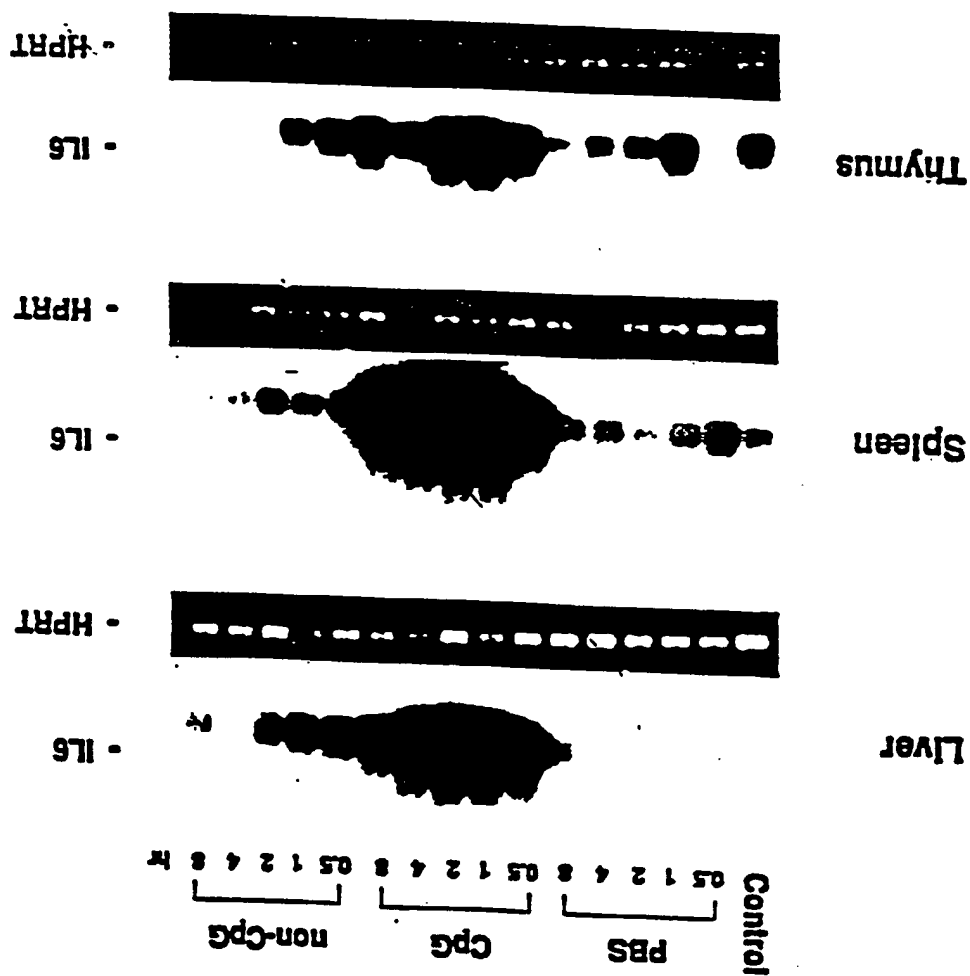 PBS CpG non-CpG
Control 0.5 1 2 4 8 0.5 1 2 4 8 0.5 1 2 4 8 hr
Liver - IL6
- HPRT
Spleen - IL6
- HPRT
Thymus - IL6
- HPRT